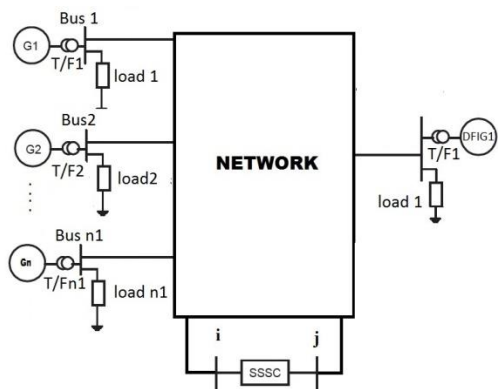 Bus 1
G1
T/F1
load 1
Bus2
G2
T/F2
load2
Bus n1
Gn
T/Fn1
load n1
NETWORK
DFIG1
T/F1
load 1
i
j
SSSC